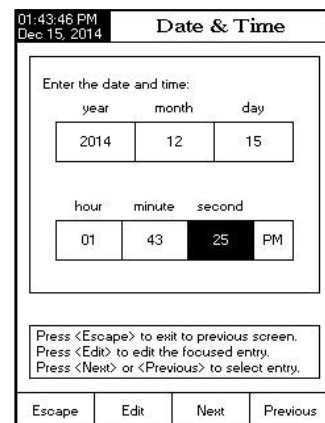 01:43:46 PM
Dec 15, 2014
Date & Time
Enter the date and time:
year month day
2014 12 15
hour minute second
01 43 25 PM
Press <Escape> to exit to previous screen.
Press <Edit> to edit the focused entry.
Press <Next> or <Previous> to select entry.
Escape Edit Next Previous